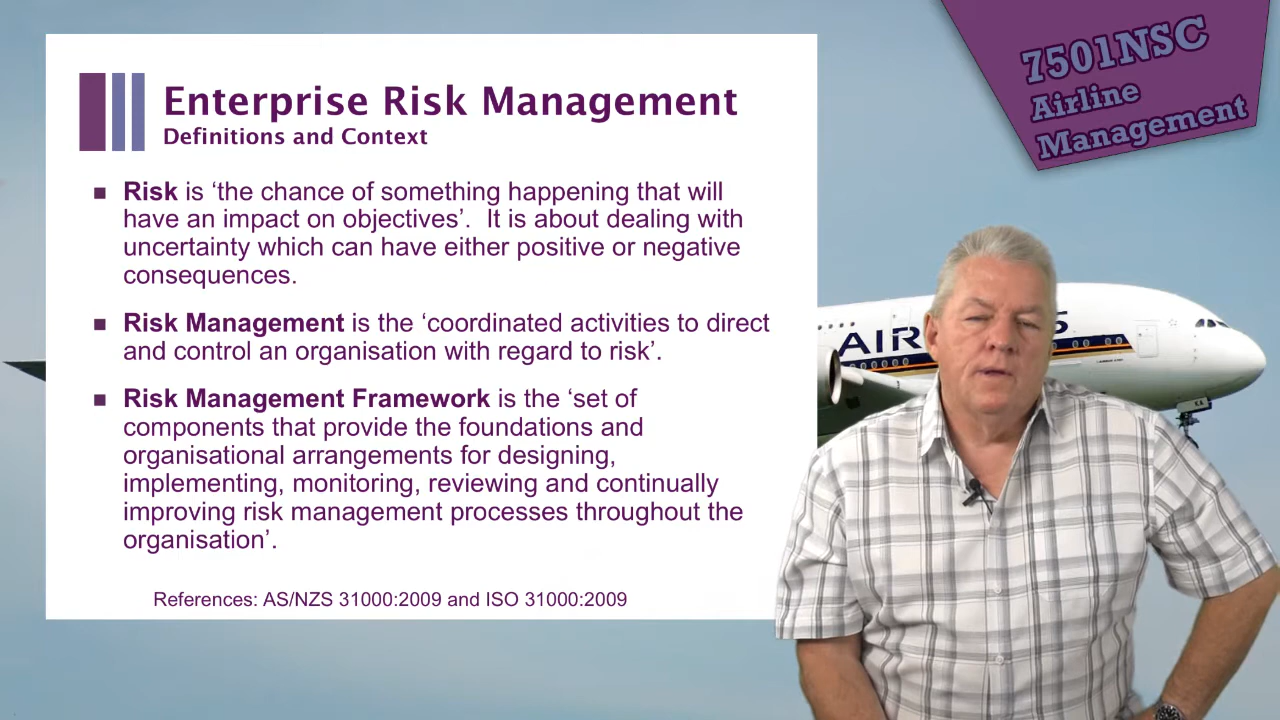 7501NSC
Airline
Management
Enterprise Risk Management
Definitions and Context
■ Risk is ‘the chance of something happening that will
have an impact on objectives’.  It is about dealing with
uncertainty which can have either positive or negative
consequences.
■ Risk Management is the ‘coordinated activities to direct
and control an organisation with regard to risk’.
■ Risk Management Framework is the ‘set of
components that provide the foundations and
organisational arrangements for designing,
implementing, monitoring, reviewing and continually
improving risk management processes throughout the
organisation’.
References: AS/NZS 31000:2009 and ISO 31000:2009